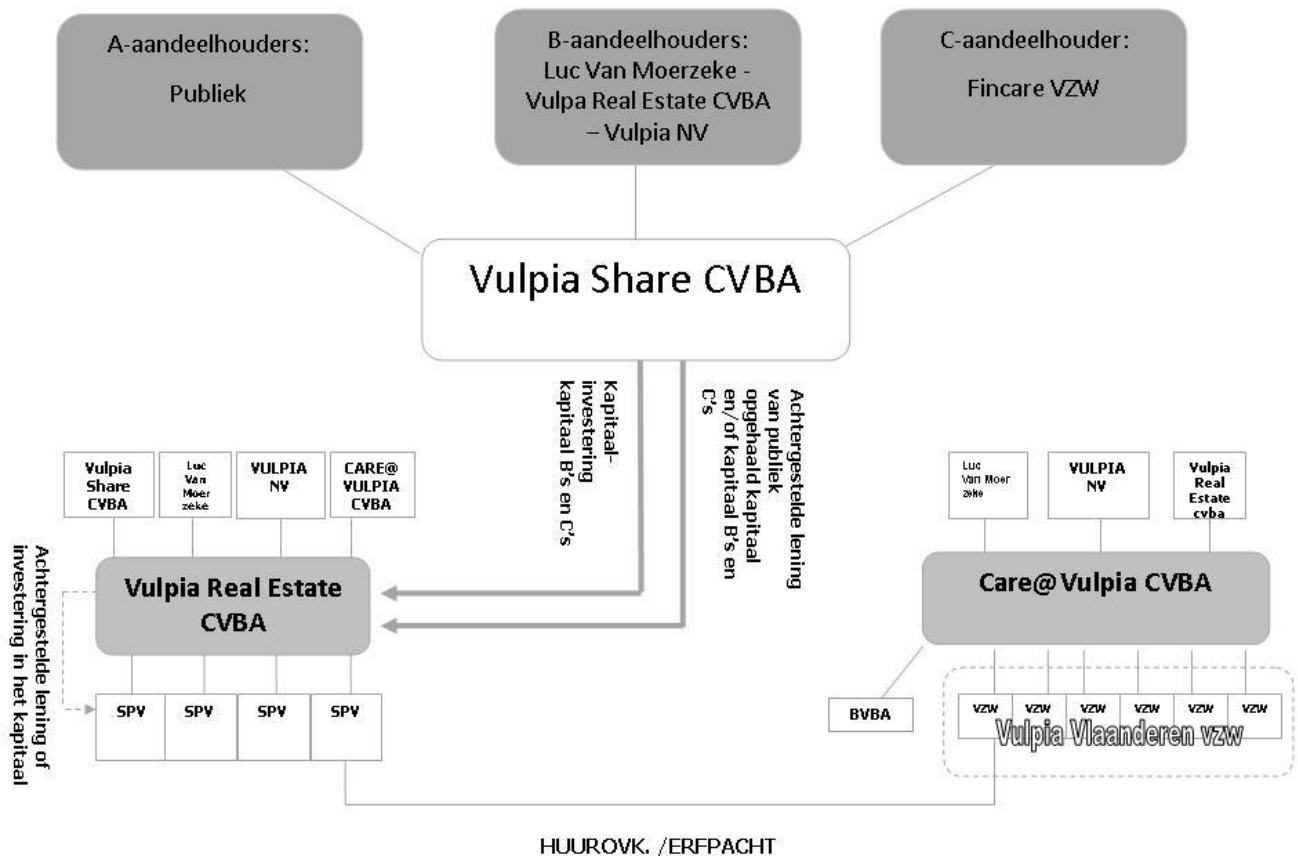 A-aandeelhouders:
Publiek
B-aandeelhouders:
Luc Van Moerzeke -
Vulpa Real Estate CVBA
– Vulpia NV
C-aandeelhouder:
Fincare VZW
Vulpia Share CVBA
Kapitaal-
investering
kapitaal B's en C's
Achtergestelde lening
van publiek
opgehaald kapitaal
en/of kapitaal B's en
C's
Vulpia
Share
CVBA
Luc
Van
Moer
zeke
VULPIA
NV
CARE@
VULPIA
CVBA
Luc
Van Moer
zeke
VULPIA
NV
Vulpia
Real
Estate
cvba
Achtergestelde lening of
investering in het kapitaal
Vulpia Real Estate
CVBA
Care@Vulpia CVBA
SPV
SPV
SPV
SPV
BVBA
VZW
VZW
VZW
VZW
VZW
VZW
Vulpia Vlaanderen vzw
HUUROVK. /ERFPACHT